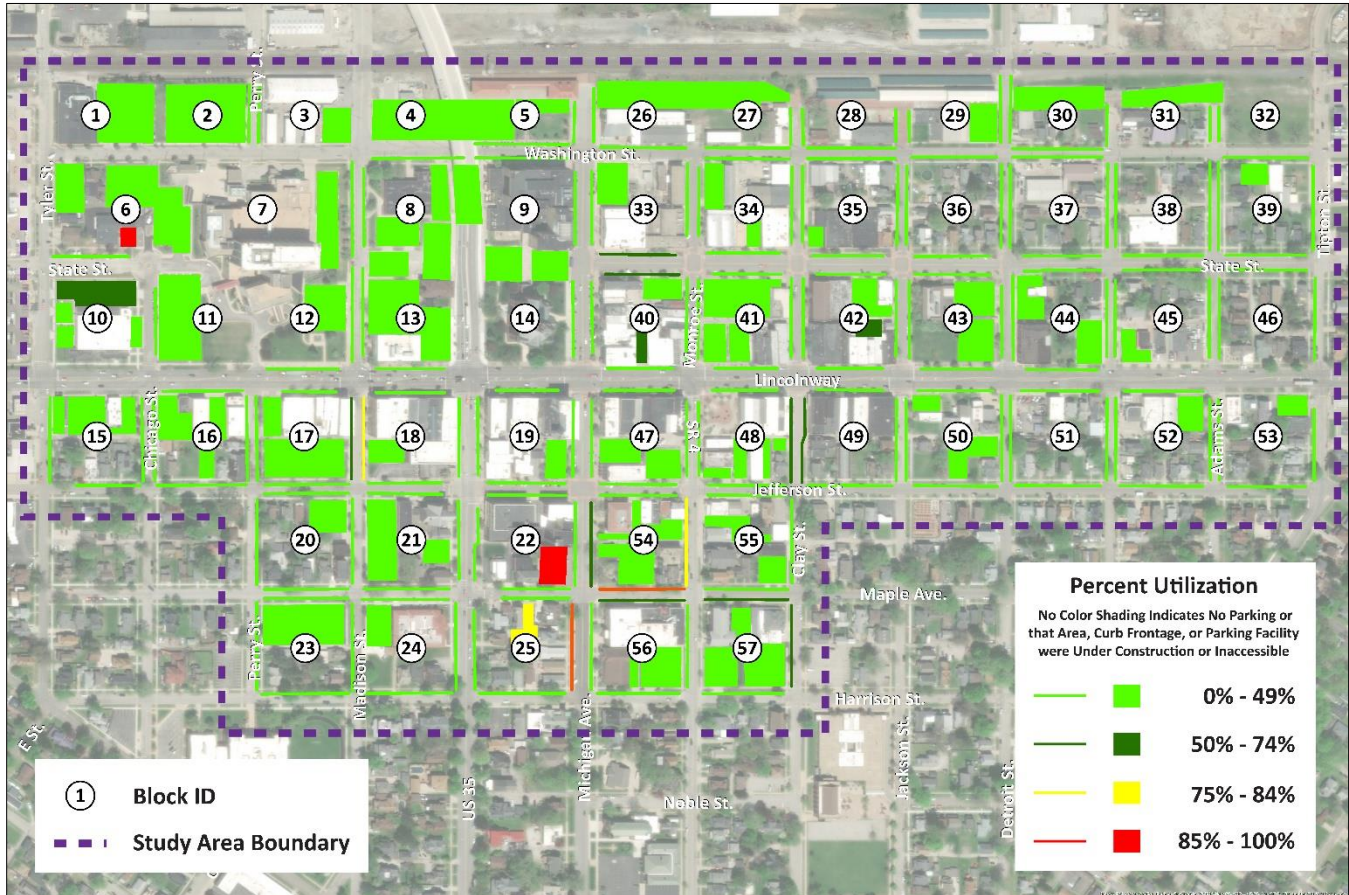 Perry St.
1
2
3
4
5
26
27
28
29
30
31
32
Washington St.
Tyler St.
6
7
8
9
33
34
35
36
37
38
39
Tipton St.
State St.
State St.
10
11
12
13
14
40
Monroe St.
41
42
43
44
45
46
Lincolnway
Chicago St.
15
16
17
18
19
47
SR 4
48
49
50
51
52
Adams St.
53
Jefferson St.
20
21
22
54
55
Clay St.
Maple Ave.
Perry St.
23
Madison St.
24
25
56
57
Harrison St.
E St.
US 35
Michigan Ave.
Noble St.
Jackson St.
Detroit St.
1 Block ID
Study Area Boundary
Percent Utilization
No Color Shading Indicates No Parking or
that Area, Curb Frontage, or Parking Facility
were Under Construction or Inaccessible
0% - 49%
50% - 74%
75% - 84%
85% - 100%